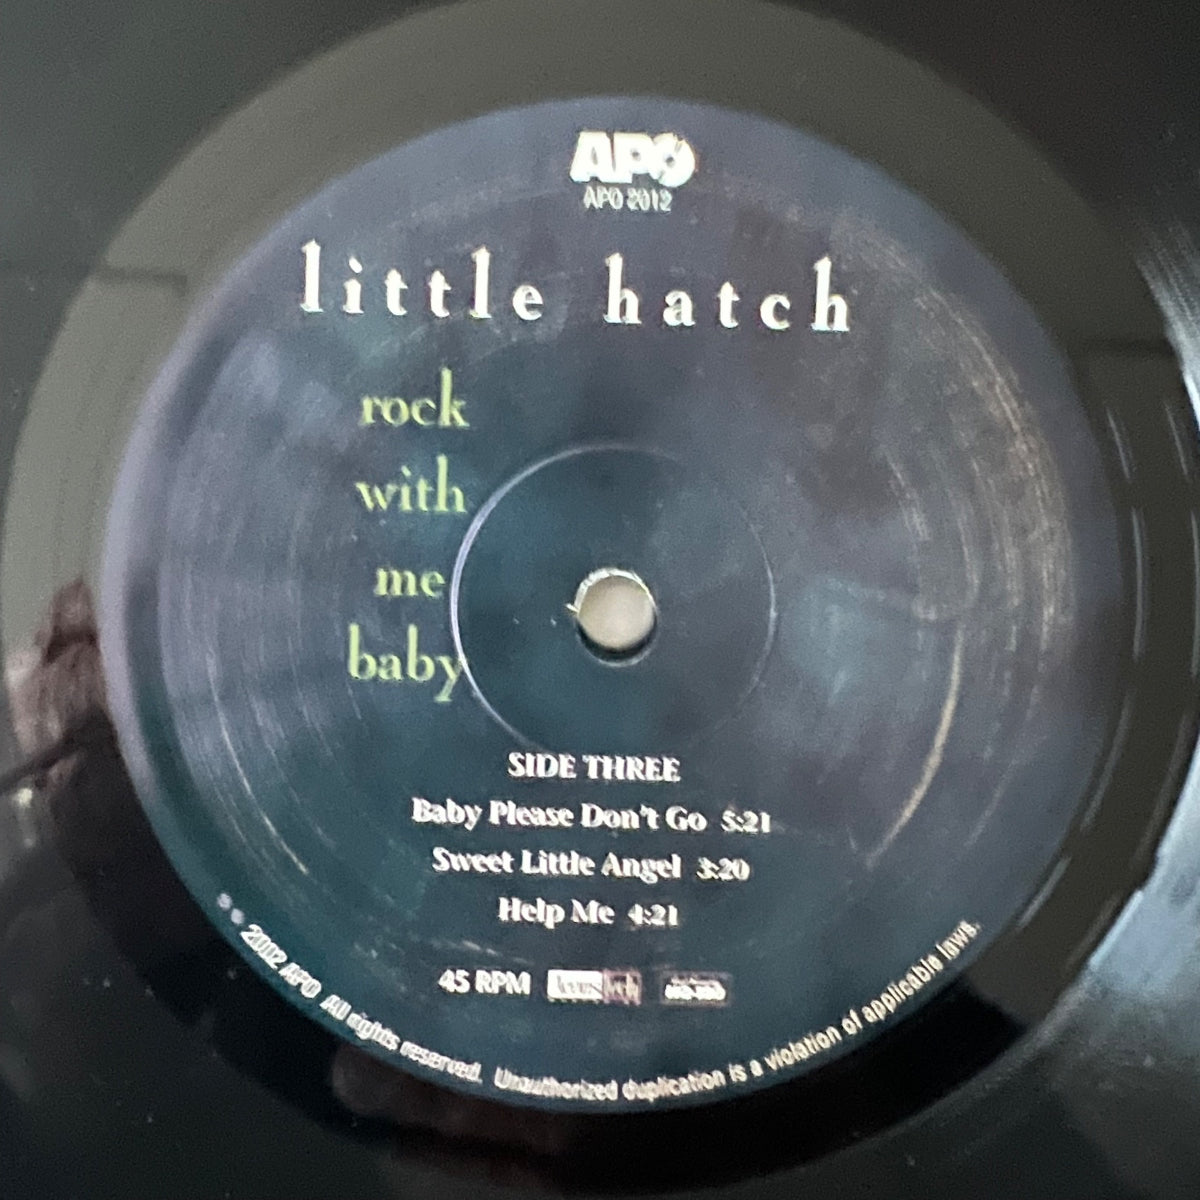 APO
APO 2012
little hatch
rock
with
me
baby
SIDE THREE
Baby Please Don't Go 5:21
Sweet Little Angel 3:20
Help Me 4:21
45 RPM
2002 APO All rights reserved. Unauthorized duplication is a violation of applicable laws.